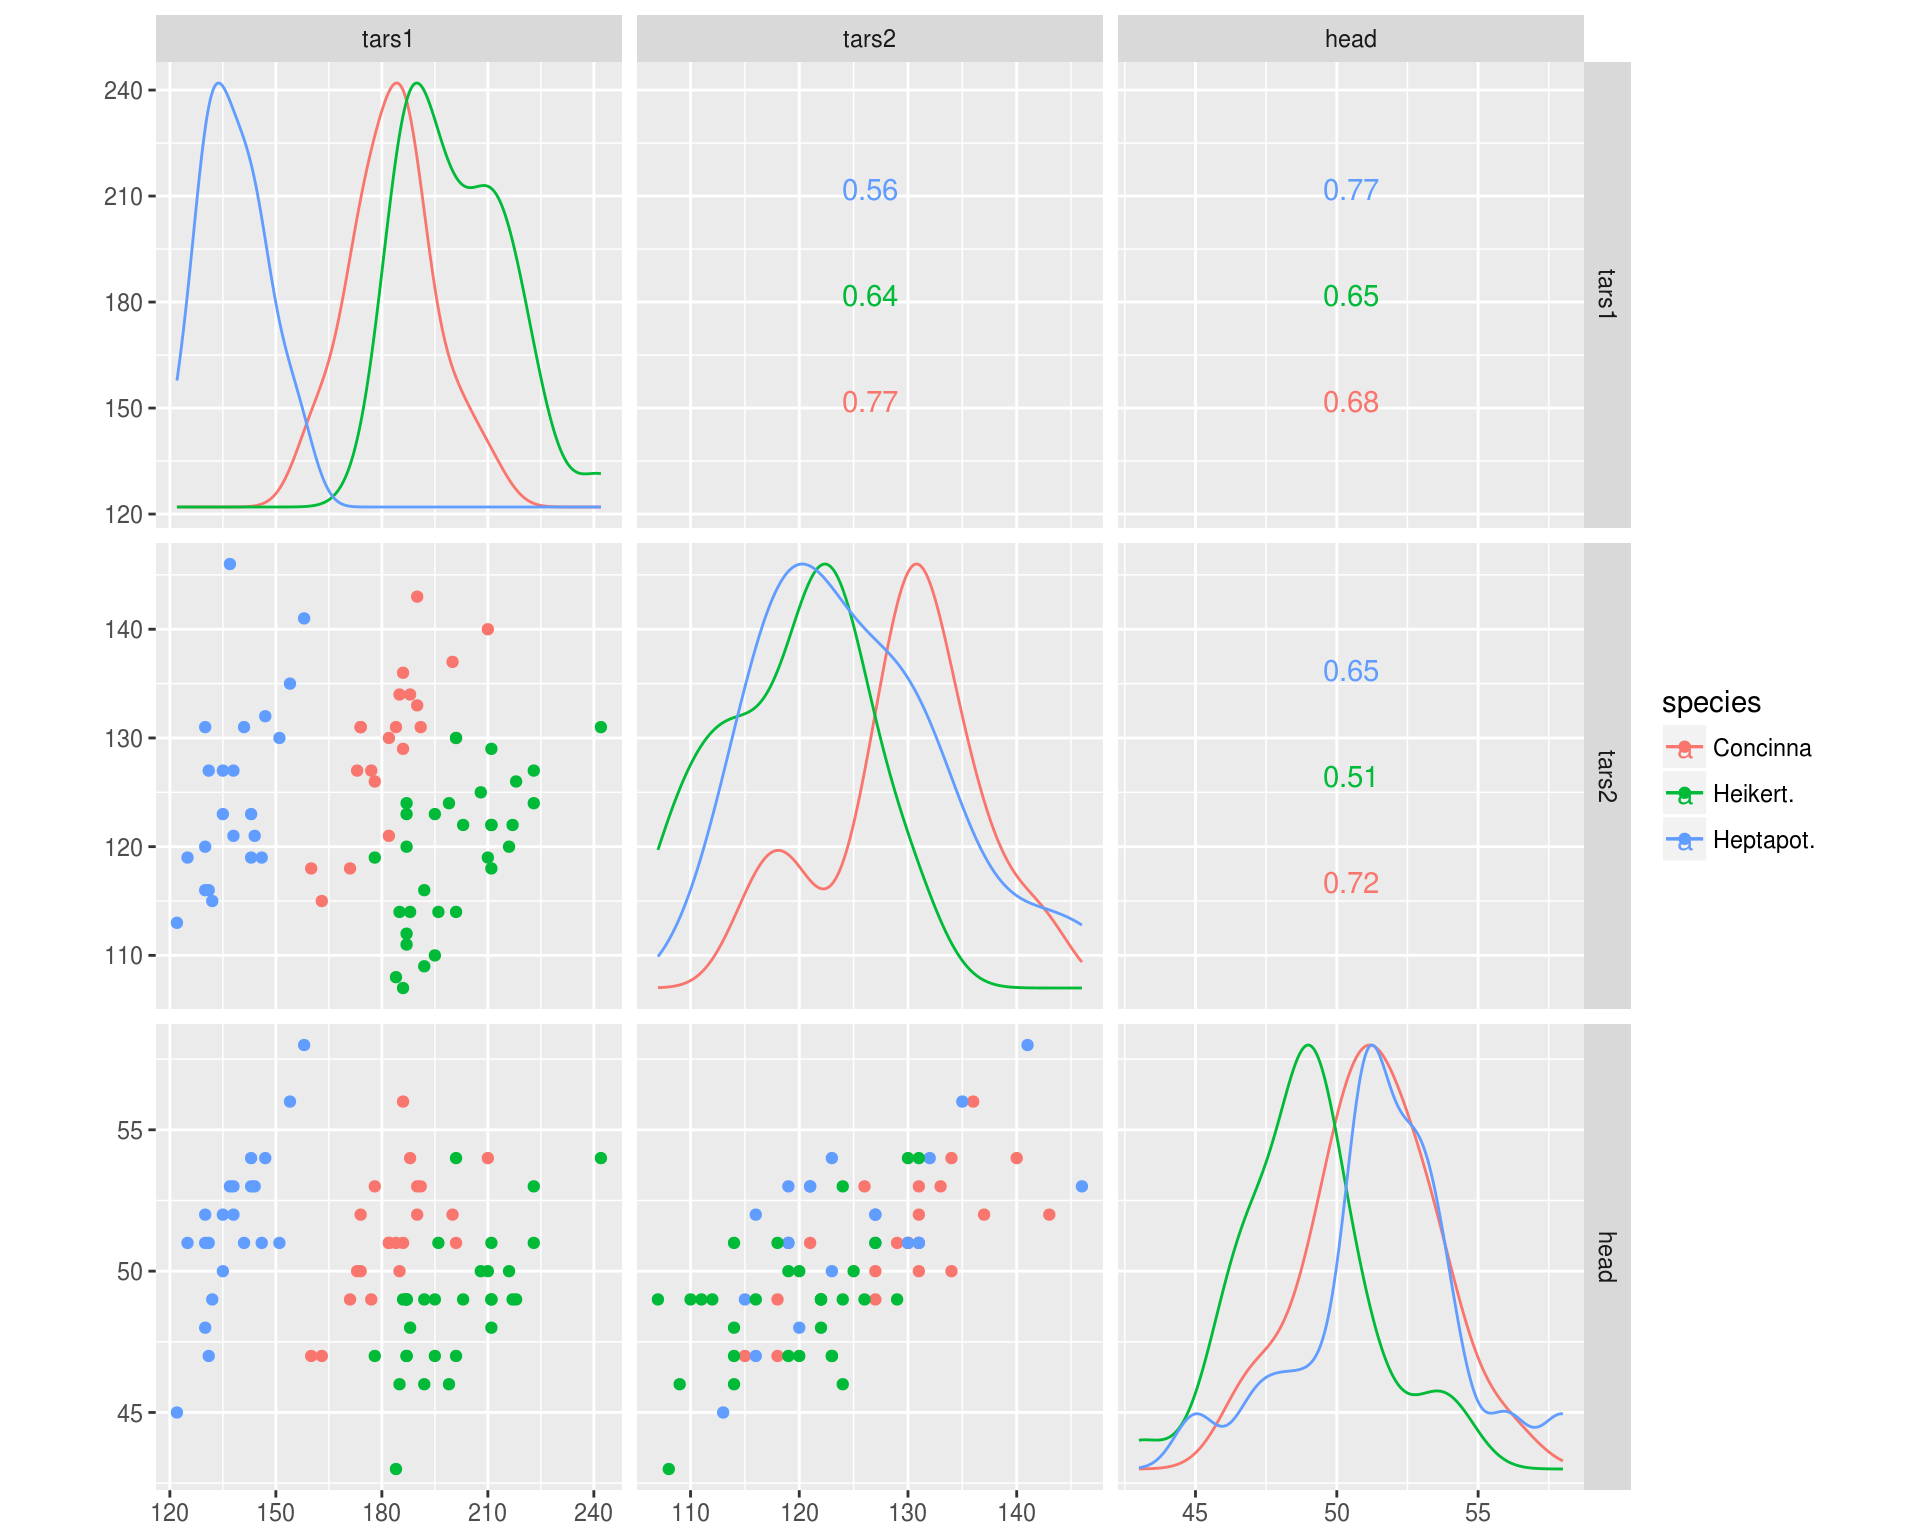 tars1 tars2 head
240
210
180
150
120
0.56
0.64
0.77
0.77
0.65
0.68
tars1
140
130
120
110
0.65
0.51
0.72
tars2
55
50
45
head
120 150 180 210 240
110 120 130 140
45 50 55
species
a Concinna
a Heikert.
a Heptapot.